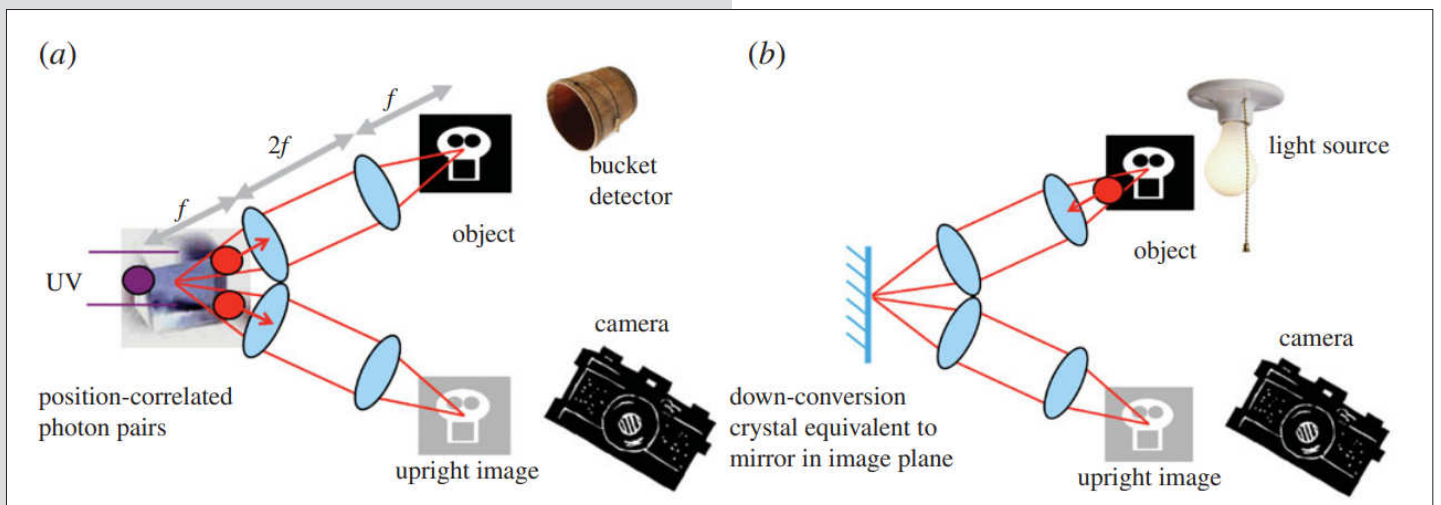 (a)
f
2f
f
bucket
detector
object
UV
camera
position-correlated
photon pairs
upright image
(b)
light source
object
camera
down-conversion
crystal equivalent to
mirror in image plane
upright image